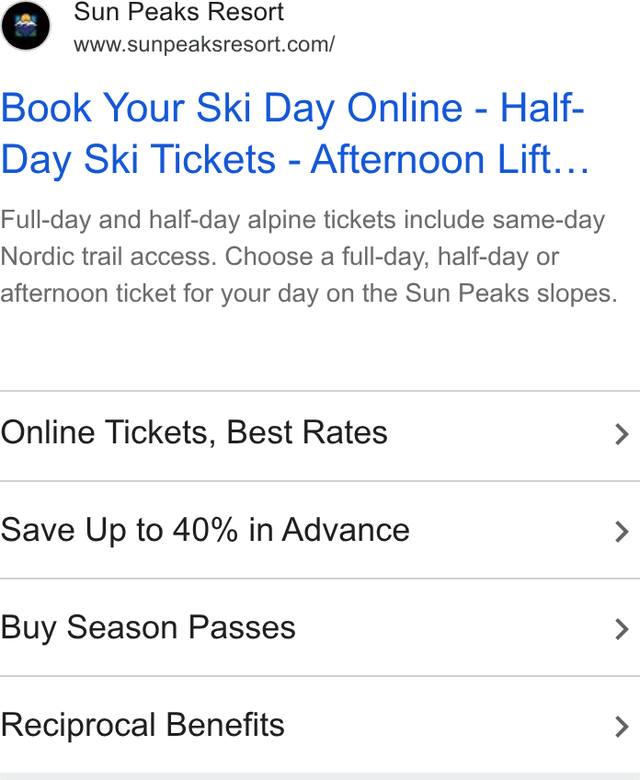 Sun Peaks Resort
www.sunpeaksresort.com/
Book Your Ski Day Online - Half-
Day Ski Tickets - Afternoon Lift…
Full-day and half-day alpine tickets include same-day
Nordic trail access. Choose a full-day, half-day or
afternoon ticket for your day on the Sun Peaks slopes.
Online Tickets, Best Rates
Save Up to 40% in Advance
Buy Season Passes
Reciprocal Benefits